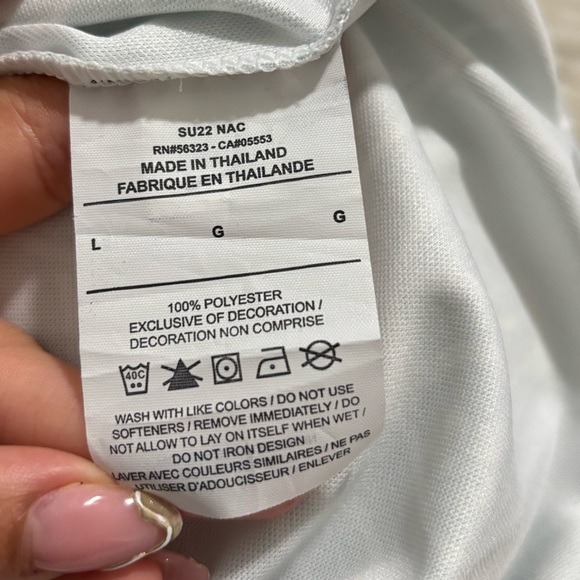 SU22 NAC
RN#56323 - CA#05553
MADE IN THAILAND
FABRIQUE EN THAILANDE
L G G
100% POLYESTER
EXCLUSIVE OF DECORATION /
DECORATION NON COMPRISE
40C
WASH WITH LIKE COLORS / DO NOT USE
SOFTENERS / REMOVE IMMEDIATELY / DO
NOT ALLOW TO LAY ON ITSELF WHEN WET /
DO NOT IRON DESIGN
LAVER AVEC COULEURS SIMILAIRES / NE PAS
UTILISER D'ADOUCISSEUR / ENLEVER